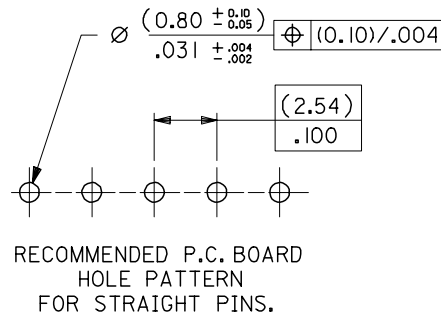 ⌀ (0.80 +0.10 -0.05) ⌖ (0.10)/.004
.031 +.004 -.002
(2.54)
.100
RECOMMENDED P.C. BOARD
HOLE PATTERN
FOR STRAIGHT PINS.